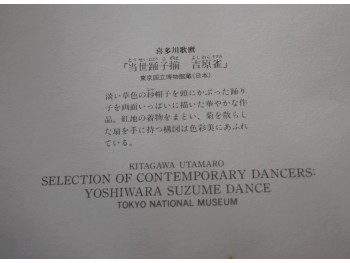 喜多川歌麿
「当世踊子揃　吉原雀」
東京国立博物館蔵(日本)
淡い草色の紗帽子を頭にかぶった踊り
子を画面いっぱいに描いた華やかな作
品。紅地の着物をまとい、菊を散らし
た扇を手に持つ構図は色彩美にあふれ
ている。
KITAGAWA UTAMARO
SELECTION OF CONTEMPORARY DANCERS:
YOSHIWARA SUZUME DANCE
TOKYO NATIONAL MUSEUM